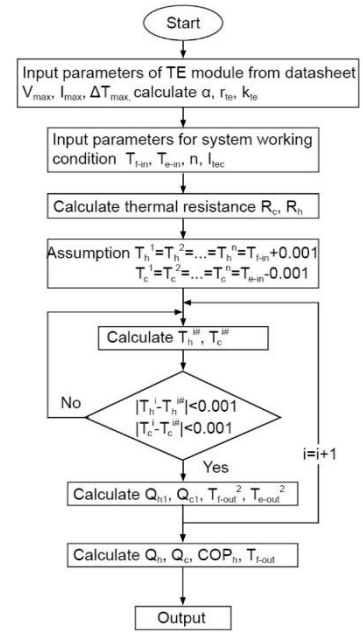 Start
Input parameters of TE module from datasheet
Vmax, Imax, ΔTmax, calculate α, rte, kte
Input parameters for system working
condition Tf-in, Te-in, n, Itec
Calculate thermal resistance Rc, Rh
Assumption Th¹=Th²=...=Thⁿ=Tf-in+0.001
Tc¹=Tc²=...=Tcⁿ=Te-in-0.001
Calculate Thⁱ#, Tcⁱ#
No
|Thⁱ-Thⁱ#|<0.001
|Tcⁱ-Tcⁱ#|<0.001
Yes
i=i+1
Calculate Qh1, Qc1, Tf-out², Te-out²
Calculate Qh, Qc, COPh, Tf-out
Output